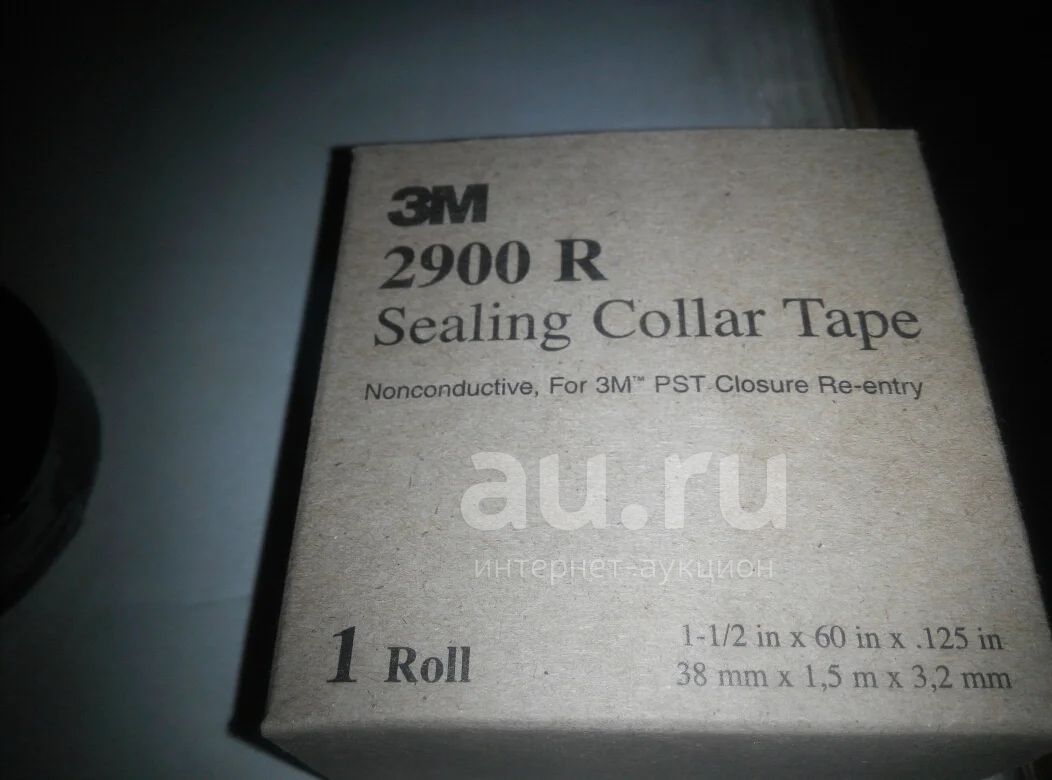 3M
2900 R
Sealing Collar Tape
Nonconductive, For 3M™ PST Closure Re-entry
au.ru
интернет-аукцион
1 Roll
1-1/2 in x 60 in x .125 in
38 mm x 1,5 m x 3,2 mm